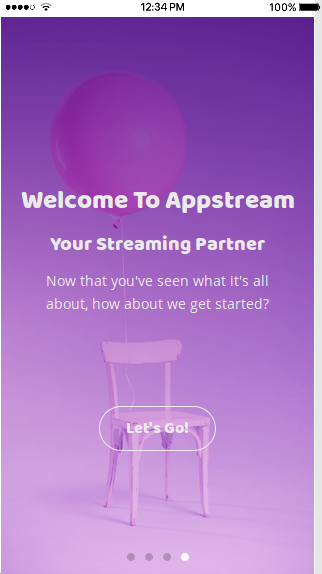 12:34 PM
100%
Welcome To Appstream
Your Streaming Partner
Now that you've seen what it's all
about, how about we get started?
Let's Go!